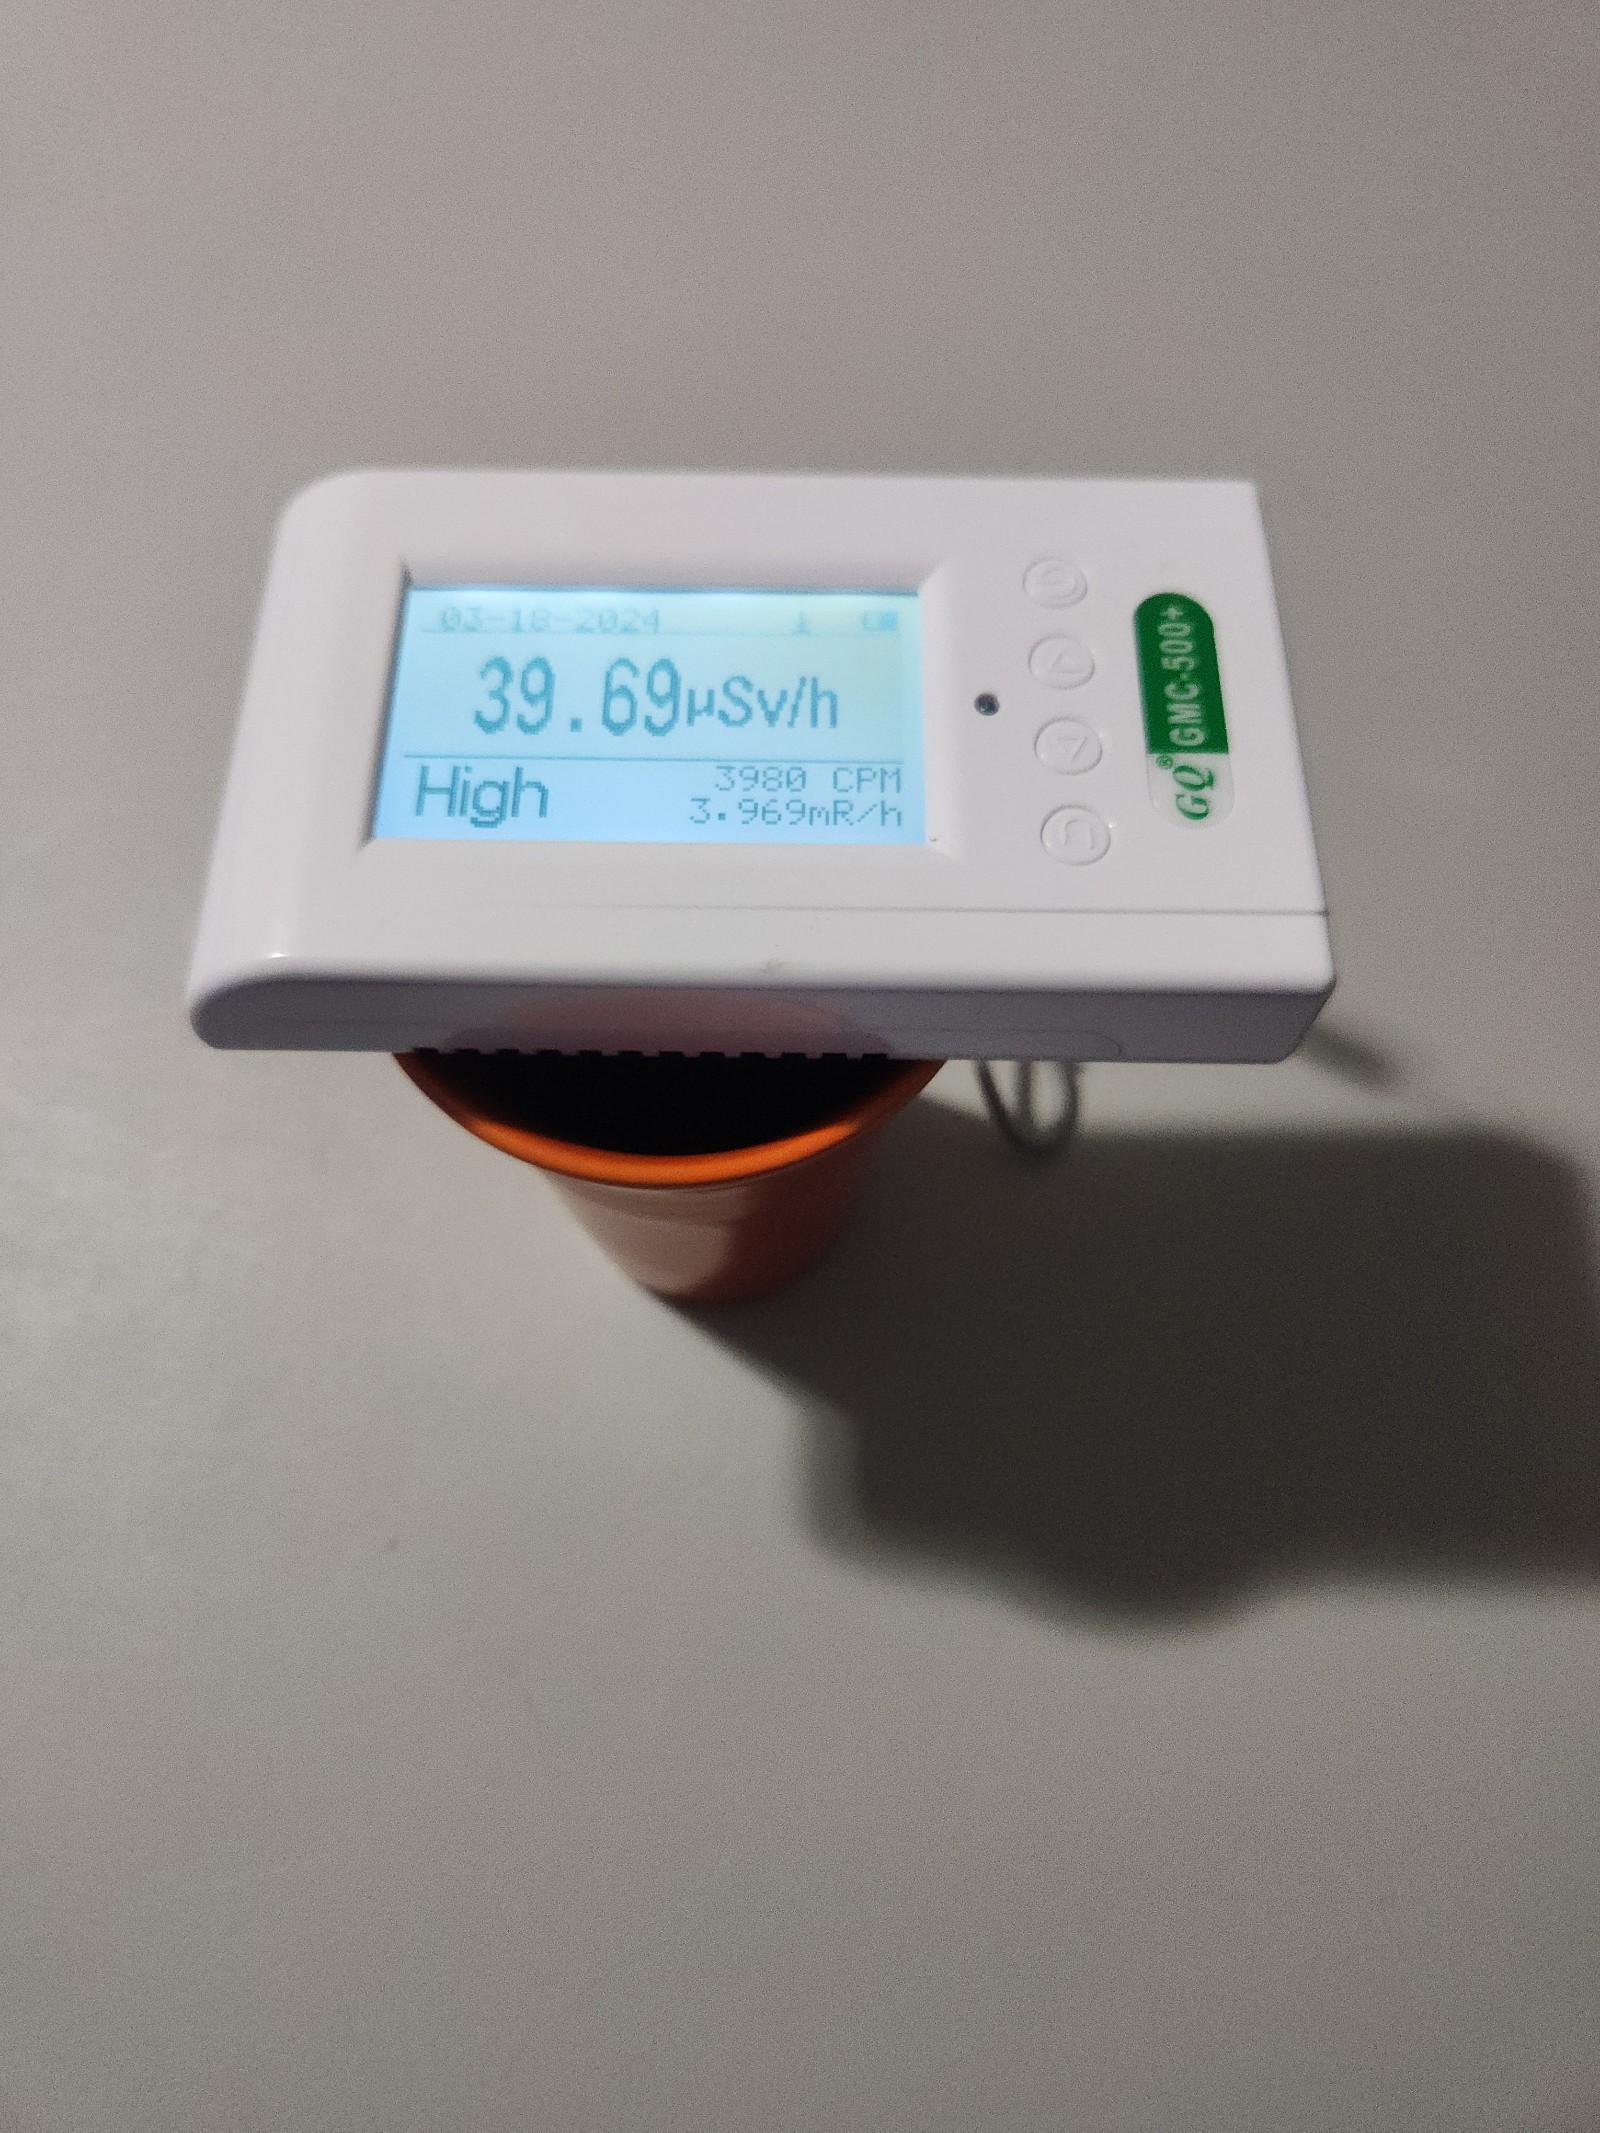 03-18-2024
39.69µSv/h
High
3980 CPM
3.969mR/h
GQ® GMC-500+